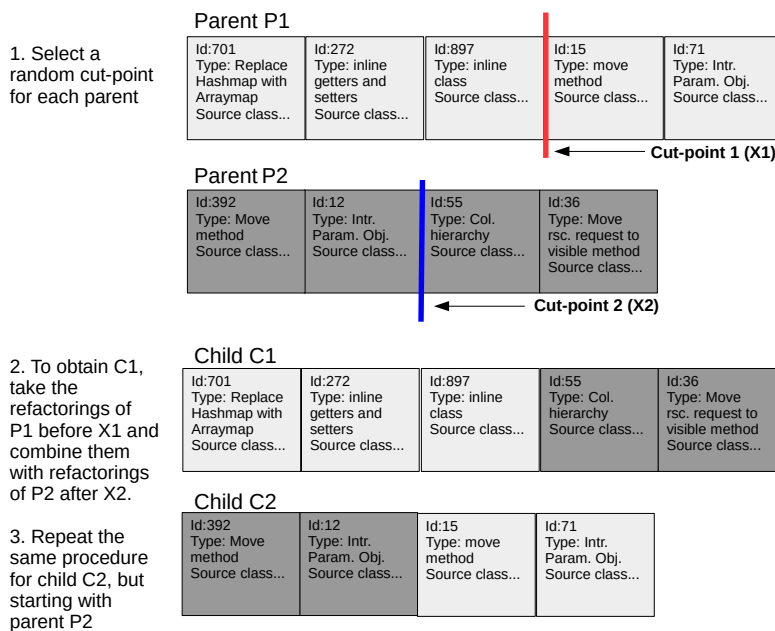 Parent P1
1. Select a
random cut-point
for each parent
Id:701
Type: Replace
Hashmap with
Arraymap
Source class...
Id:272
Type: inline
getters and
setters
Source class...
Id:897
Type: inline
class
Source class...
Id:15
Type: move
method
Source class...
Id:71
Type: Intr.
Param. Obj.
Source class...
Cut-point 1 (X1)
Parent P2
Id:392
Type: Move
method
Source class...
Id:12
Type: Intr.
Param. Obj.
Source class...
Id:55
Type: Col.
hierarchy
Source class...
Id:36
Type: Move
rsc. request to
visible method
Source class...
Cut-point 2 (X2)
2. To obtain C1,
take the
refactorings of
P1 before X1 and
combine them
with refactorings
of P2 after X2.
Child C1
Id:701
Type: Replace
Hashmap with
Arraymap
Source class...
Id:272
Type: inline
getters and
setters
Source class...
Id:897
Type: inline
class
Source class...
Id:55
Type: Col.
hierarchy
Source class...
Id:36
Type: Move
rsc. request to
visible method
Source class...
3. Repeat the
same procedure
for child C2, but
starting with
parent P2
Child C2
Id:392
Type: Move
method
Source class...
Id:12
Type: Intr.
Param. Obj.
Source class...
Id:15
Type: move
method
Source class...
Id:71
Type: Intr.
Param. Obj.
Source class...